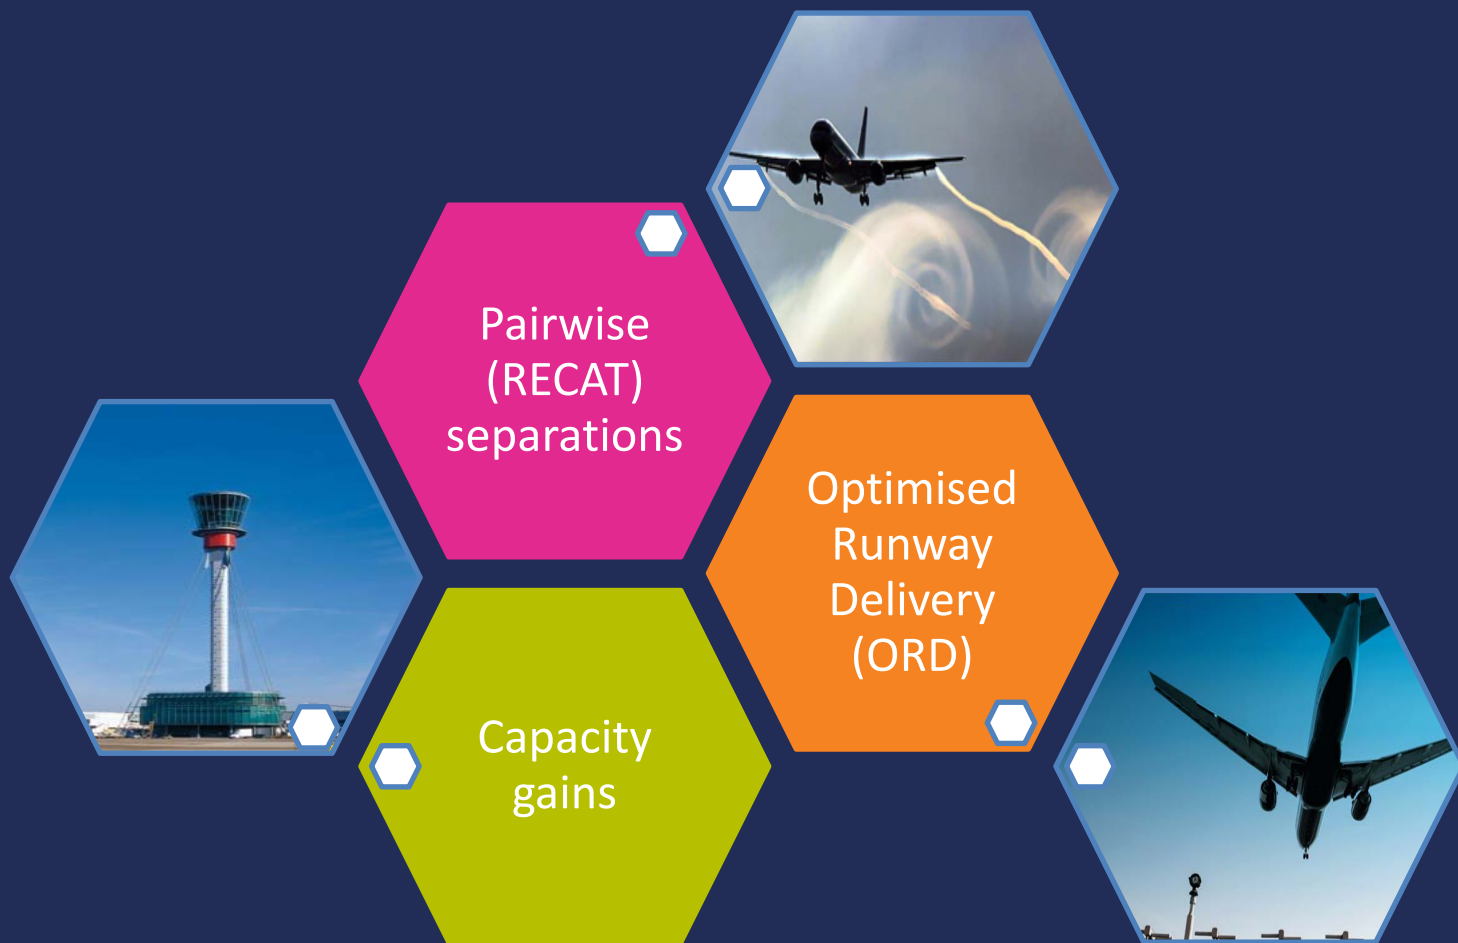 Pairwise
(RECAT)
separations
Optimised
Runway
Delivery
(ORD)
Capacity
gains